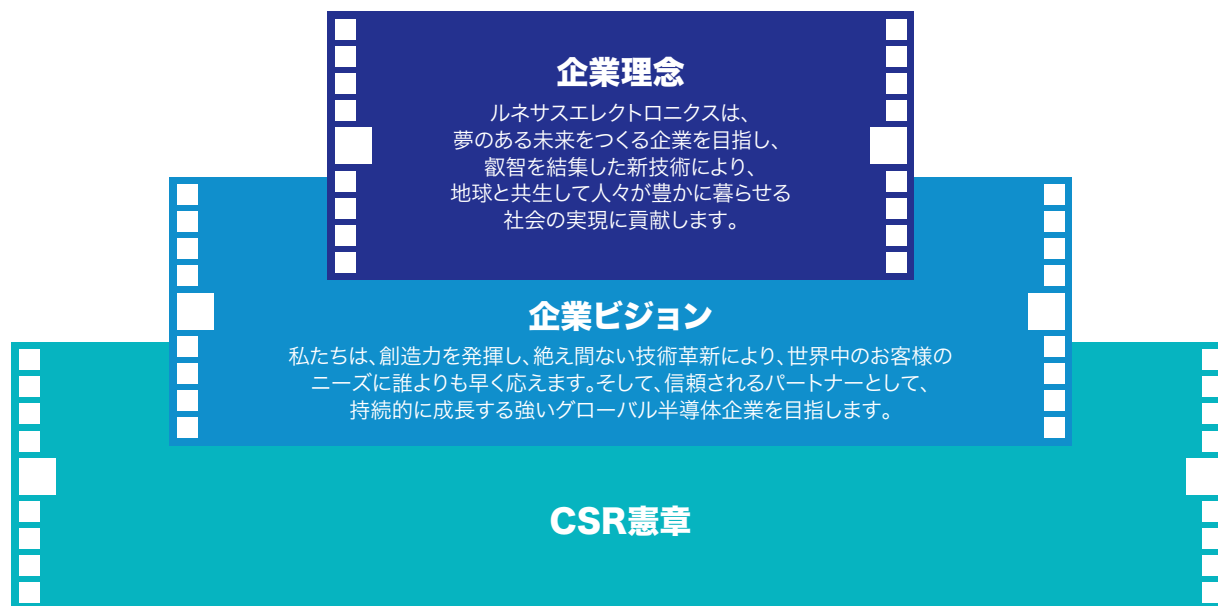 企業理念
ルネサスエレクトロニクスは、
夢のある未来をつくる企業を目指し、
叡智を結集した新技術により、
地球と共生して人々が豊かに暮らせる
社会の実現に貢献します。
企業ビジョン
私たちは、創造力を発揮し、絶え間ない技術革新により、世界中のお客様の
ニーズに誰よりも早く応えます。そして、信頼されるパートナーとして、
持続的に成長する強いグローバル半導体企業を目指します。
CSR憲章